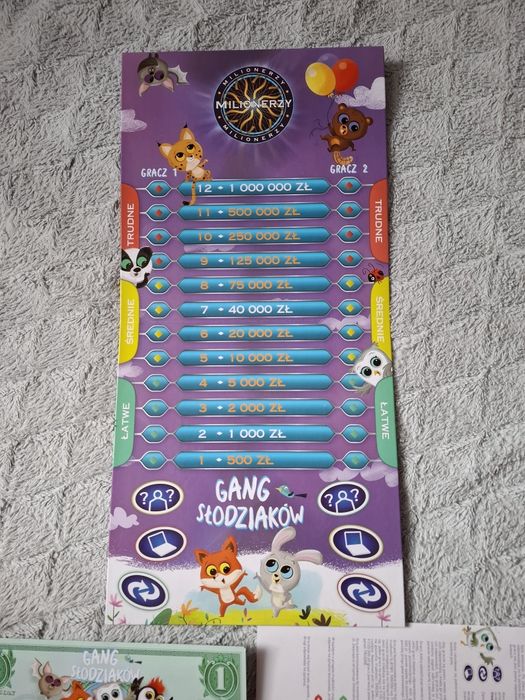 MILIONERZY
MILIONERZY
MILIONERZY
GRACZ 1
GRACZ 2
12 1 000 000 ZŁ
11 500 000 ZŁ
10 250 000 ZŁ
9 125 000 ZŁ
8 75 000 ZŁ
7 40 000 ZŁ
6 20 000 ZŁ
5 10 000 ZŁ
4 5 000 ZŁ
3 2 000 ZŁ
2 1 000 ZŁ
1 500 ZŁ
TRUDNE
TRUDNE
ŚREDNIE
ŚREDNIE
ŁATWE
ŁATWE
GANG
SŁODZIAKÓW
? ?
? ?
GANG
SŁODZIAKÓW
1